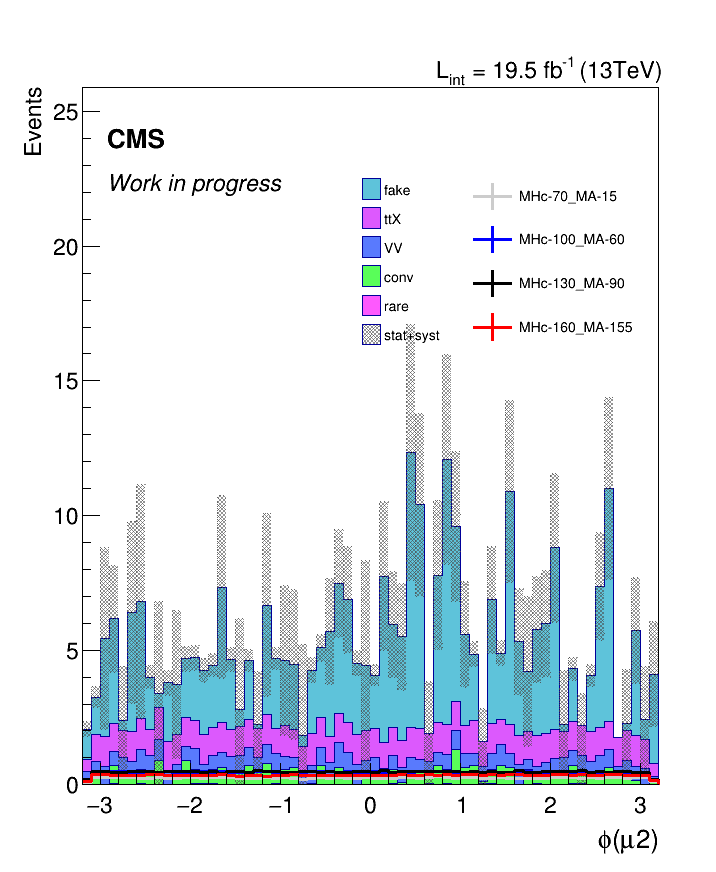 L_int = 19.5 fb^-1 (13TeV)
Events
CMS
Work in progress
fake
ttX
VV
conv
rare
stat+syst
MHc-70_MA-15
MHc-100_MA-60
MHc-130_MA-90
MHc-160_MA-155
25
20
15
10
5
0
−3 −2 −1 0 1 2 3
ϕ(μ2)